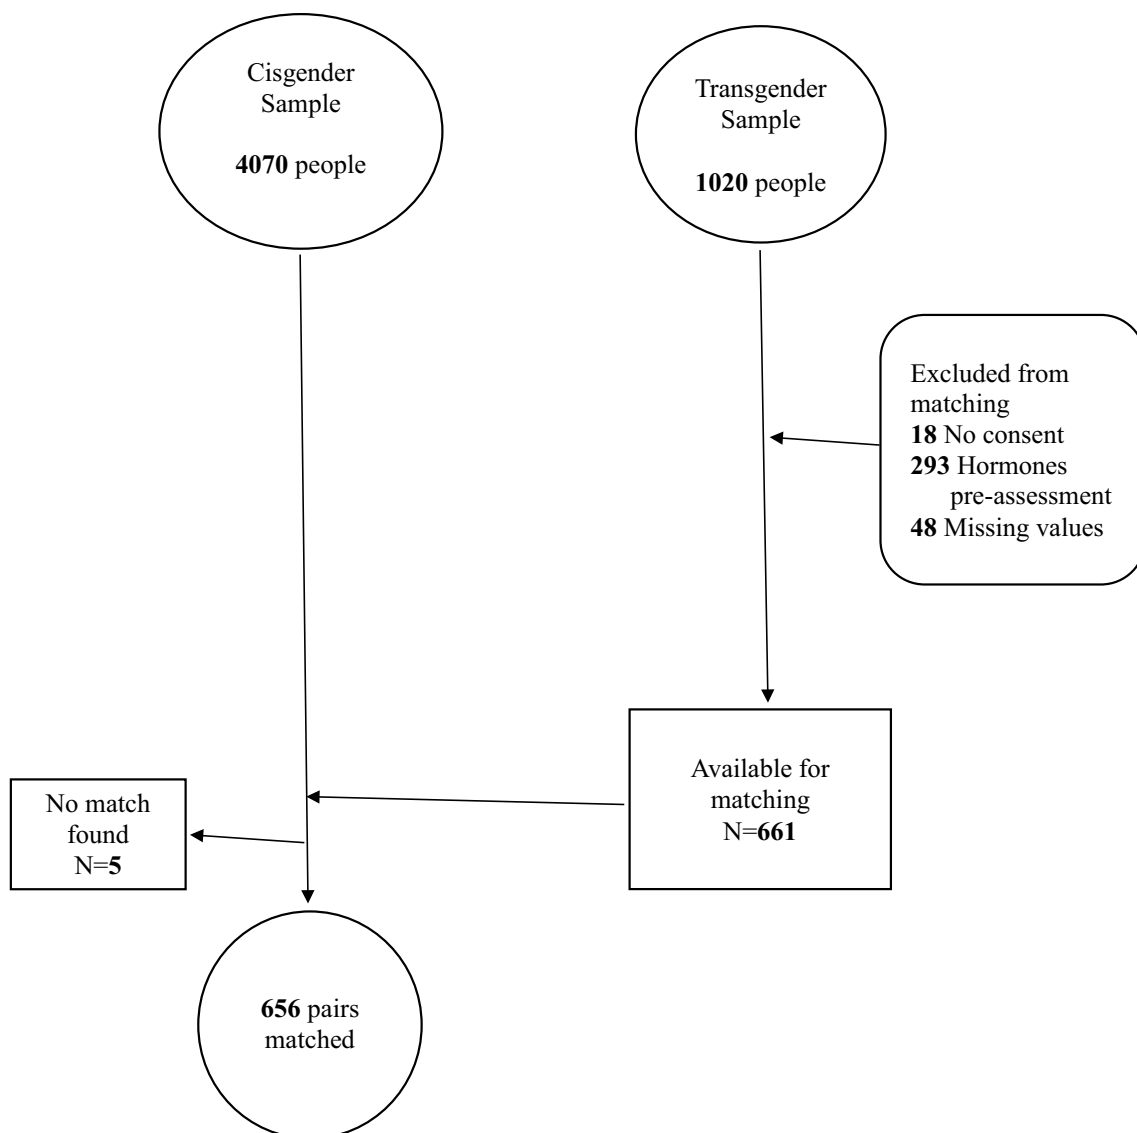 Cisgender
Sample
4070 people
Transgender
Sample
1020 people
Excluded from
matching
18 No consent
293 Hormones
pre-assessment
48 Missing values
Available for
matching
N=661
No match
found
N=5
656 pairs
matched